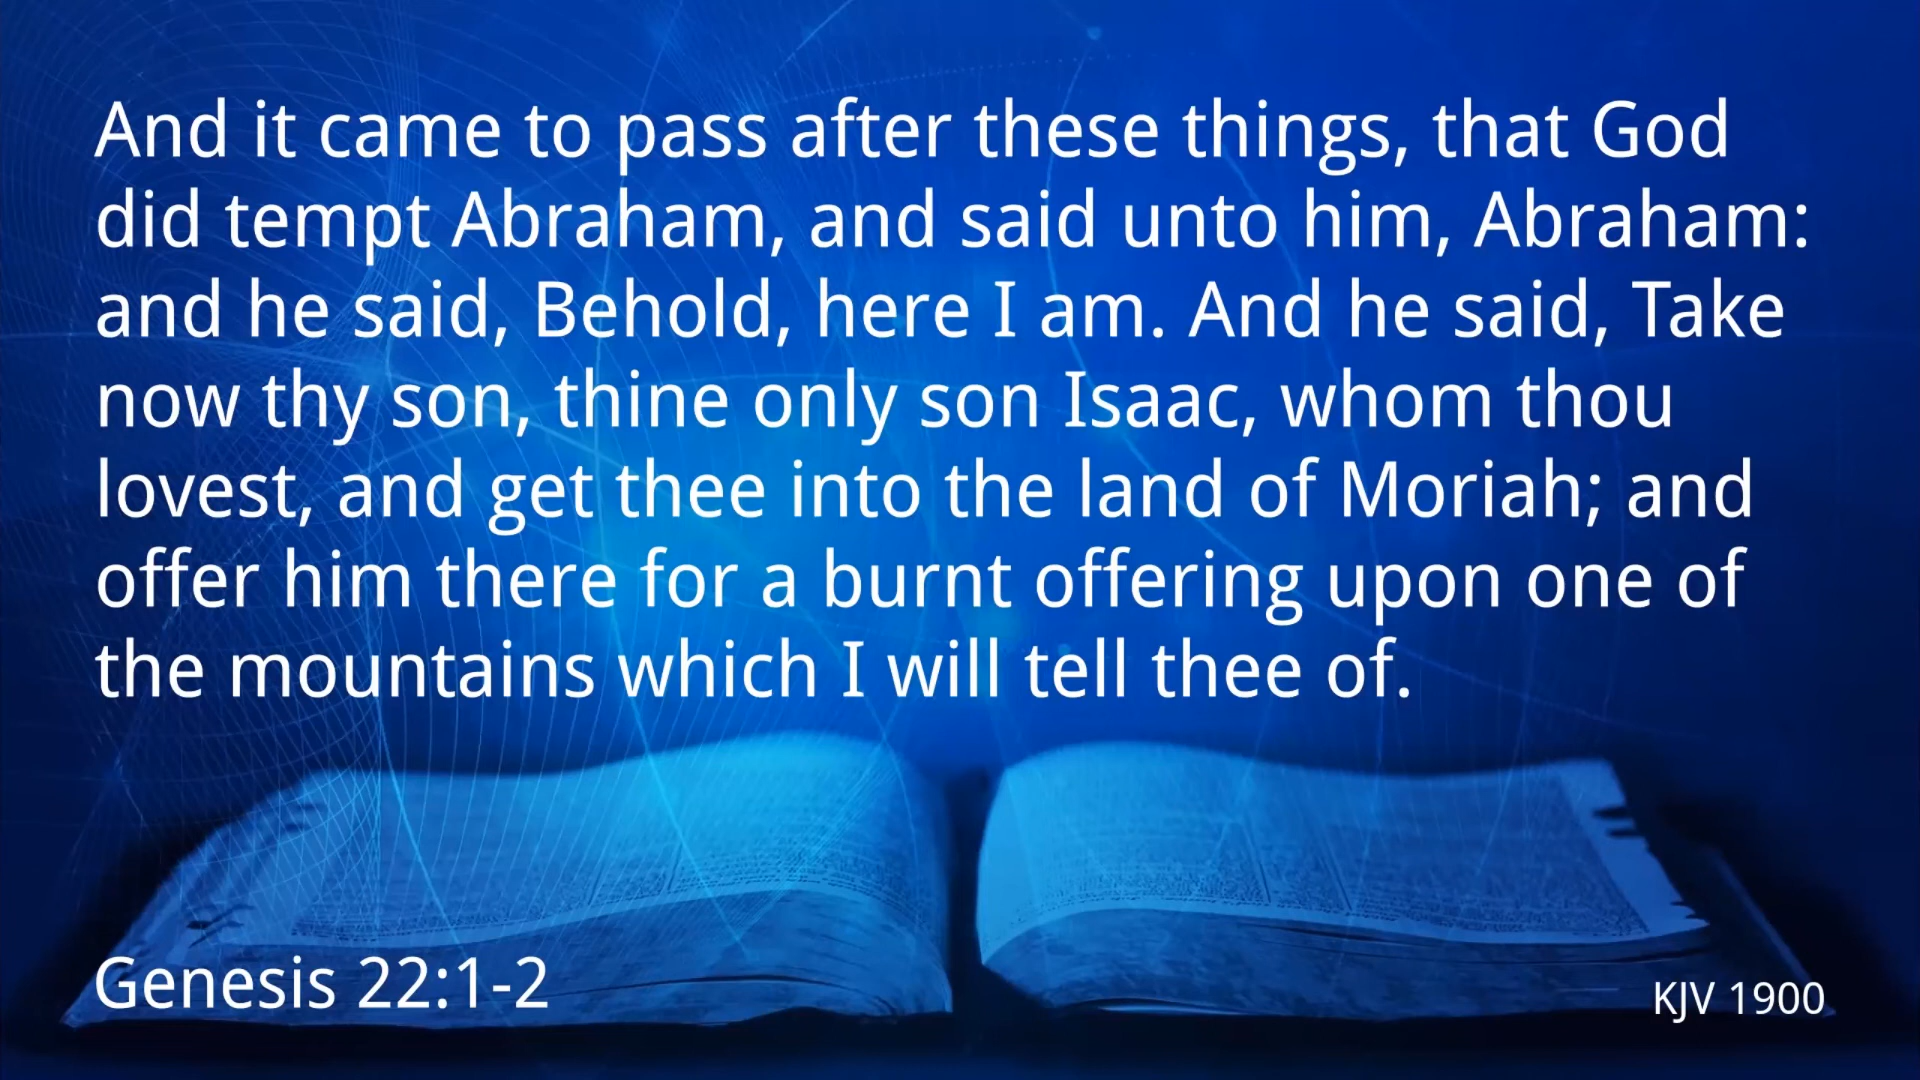 And it came to pass after these things, that God
did tempt Abraham, and said unto him, Abraham:
and he said, Behold, here I am. And he said, Take
now thy son, thine only son Isaac, whom thou
lovest, and get thee into the land of Moriah; and
offer him there for a burnt offering upon one of
the mountains which I will tell thee of.
Genesis 22:1-2
KJV 1900